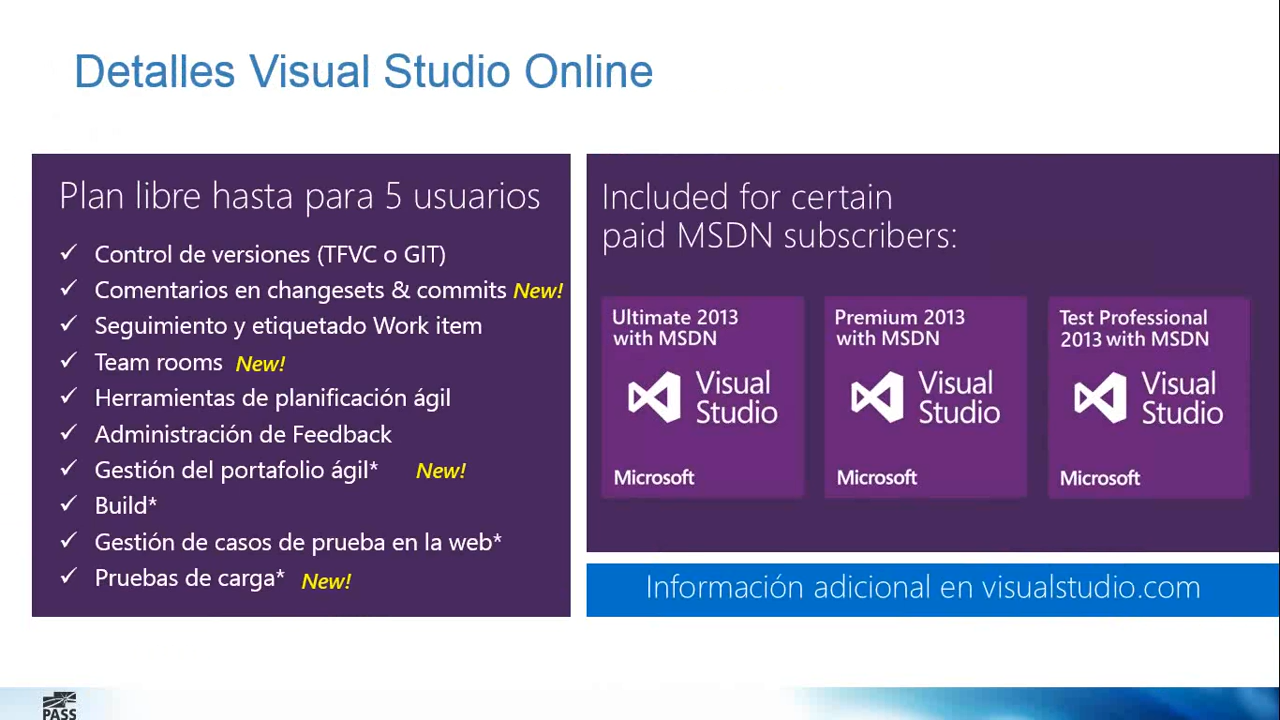 Detalles Visual Studio Online
Plan libre hasta para 5 usuarios
✓ Control de versiones (TFVC o GIT)
✓ Comentarios en changesets & commits New!
✓ Seguimiento y etiquetado Work item
✓ Team rooms New!
✓ Herramientas de planificación ágil
✓ Administración de Feedback
✓ Gestión del portafolio ágil* New!
✓ Build*
✓ Gestión de casos de prueba en la web*
✓ Pruebas de carga* New!
Included for certain
paid MSDN subscribers:
Ultimate 2013
with MSDN
Visual
Studio
Microsoft
Premium 2013
with MSDN
Visual
Studio
Microsoft
Test Professional
2013 with MSDN
Visual
Studio
Microsoft
Información adicional en visualstudio.com
PASS